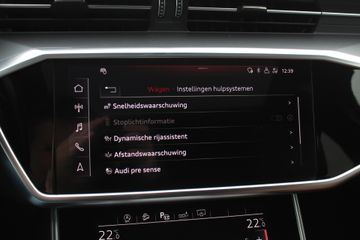 12:39
Wagen · Instellingen hulpsystemen
Snelheidswaarschuwing
Stoplichtinformatie
Dynamische rijassistent
Afstandswaarschuwing
Audi pre sense
22 22